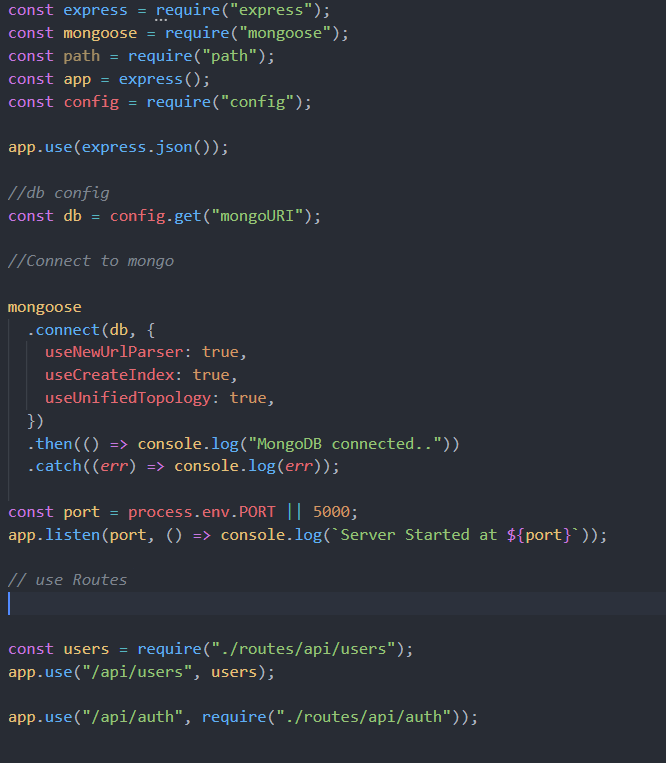 const express = require("express");
const mongoose = require("mongoose");
const path = require("path");
const app = express();
const config = require("config");
app.use(express.json());
//db config
const db = config.get("mongoURI");
//Connect to mongo
mongoose
.connect(db, {
useNewUrlParser: true,
useCreateIndex: true,
useUnifiedTopology: true,
})
.then(() => console.log("MongoDB connected.."))
.catch((err) => console.log(err));
const port = process.env.PORT || 5000;
app.listen(port, () => console.log(`Server Started at ${port}`));
// use Routes
const users = require("./routes/api/users");
app.use("/api/users", users);
app.use("/api/auth", require("./routes/api/auth"));